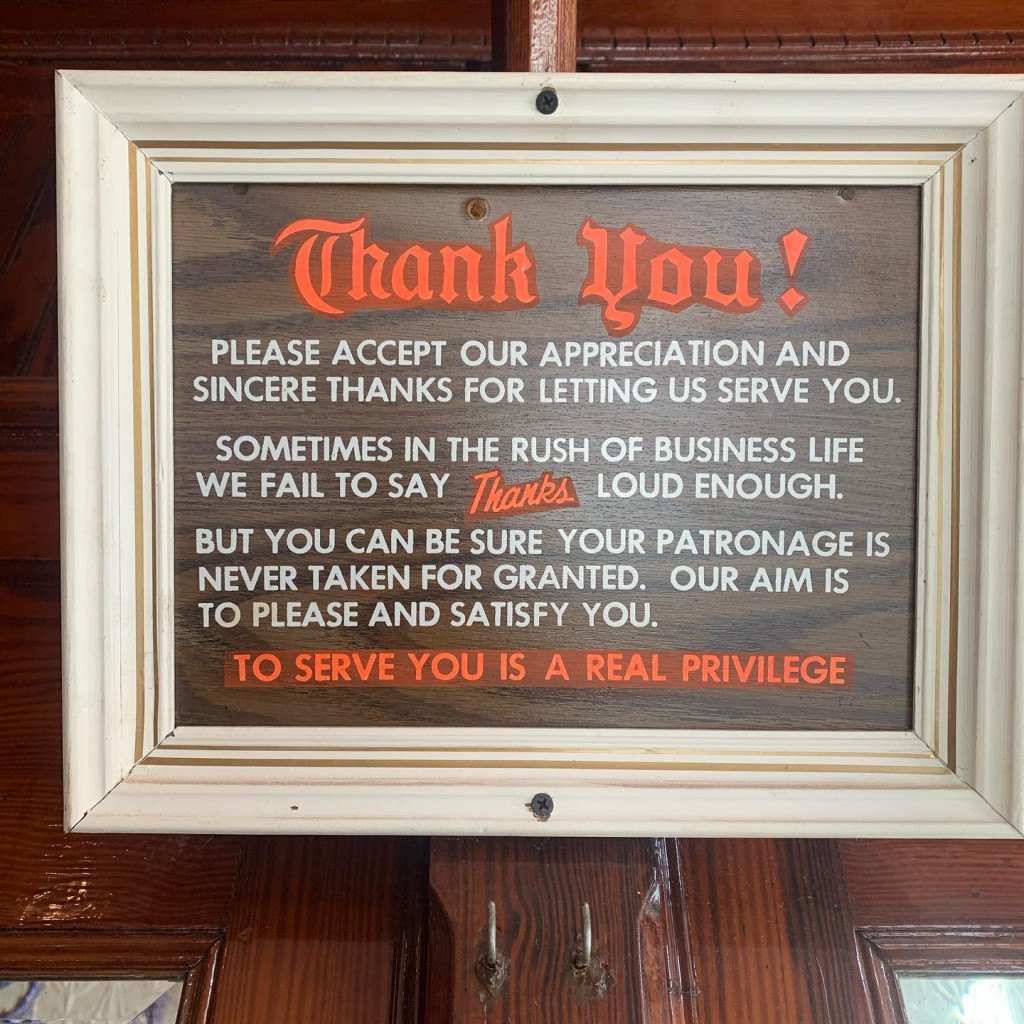 Thank You!
PLEASE ACCEPT OUR APPRECIATION AND
SINCERE THANKS FOR LETTING US SERVE YOU.
SOMETIMES IN THE RUSH OF BUSINESS LIFE
WE FAIL TO SAY Thanks LOUD ENOUGH.
BUT YOU CAN BE SURE YOUR PATRONAGE IS
NEVER TAKEN FOR GRANTED. OUR AIM IS
TO PLEASE AND SATISFY YOU.
TO SERVE YOU IS A REAL PRIVILEGE